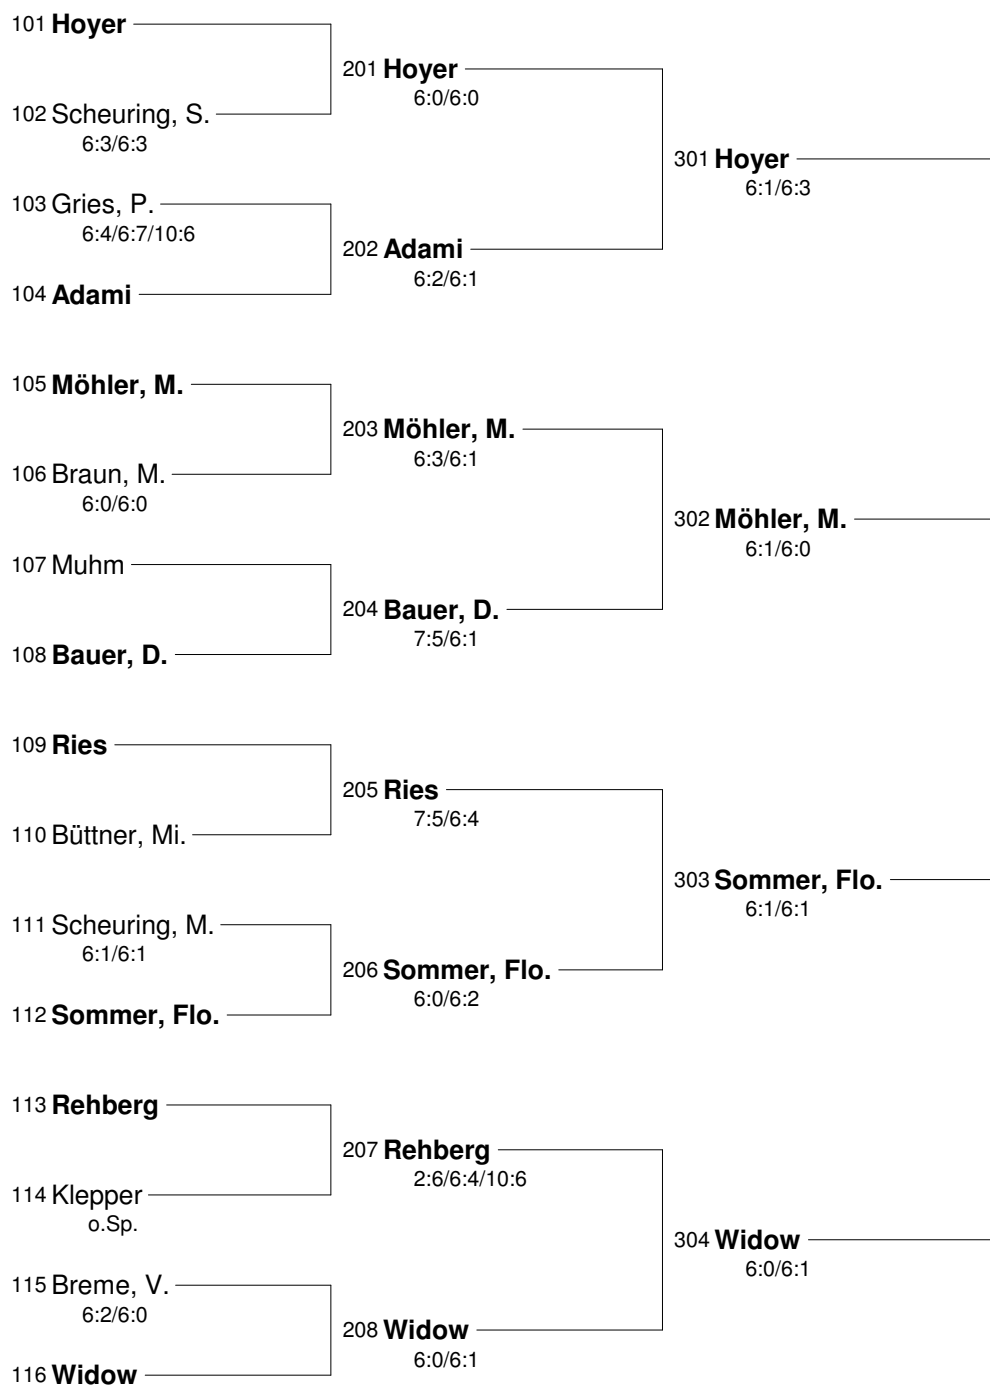 101 Hoyer
201 Hoyer
6:0/6:0
102 Scheuring, S.
6:3/6:3
301 Hoyer
6:1/6:3
103 Gries, P.
6:4/6:7/10:6
202 Adami
6:2/6:1
104 Adami
105 Möhler, M.
203 Möhler, M.
6:3/6:1
106 Braun, M.
6:0/6:0
302 Möhler, M.
6:1/6:0
107 Muhm
204 Bauer, D.
7:5/6:1
108 Bauer, D.
109 Ries
205 Ries
7:5/6:4
110 Büttner, Mi.
303 Sommer, Flo.
6:1/6:1
111 Scheuring, M.
6:1/6:1
206 Sommer, Flo.
6:0/6:2
112 Sommer, Flo.
113 Rehberg
207 Rehberg
2:6/6:4/10:6
114 Klepper
o.Sp.
304 Widow
6:0/6:1
115 Breme, V.
6:2/6:0
208 Widow
6:0/6:1
116 Widow